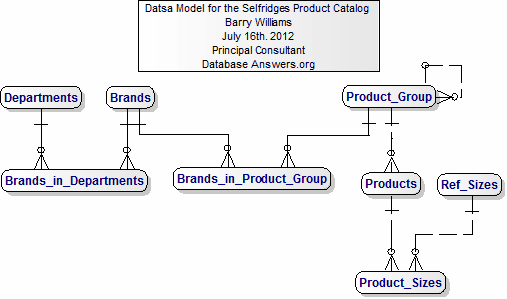 Datsa Model for the Selfridges Product Catalog
Barry Williams
July 16th. 2012
Principal Consultant
Database Answers.org
Departments
Brands
Product_Group
Brands_in_Departments
Brands_in_Product_Group
Products
Ref_Sizes
Product_Sizes